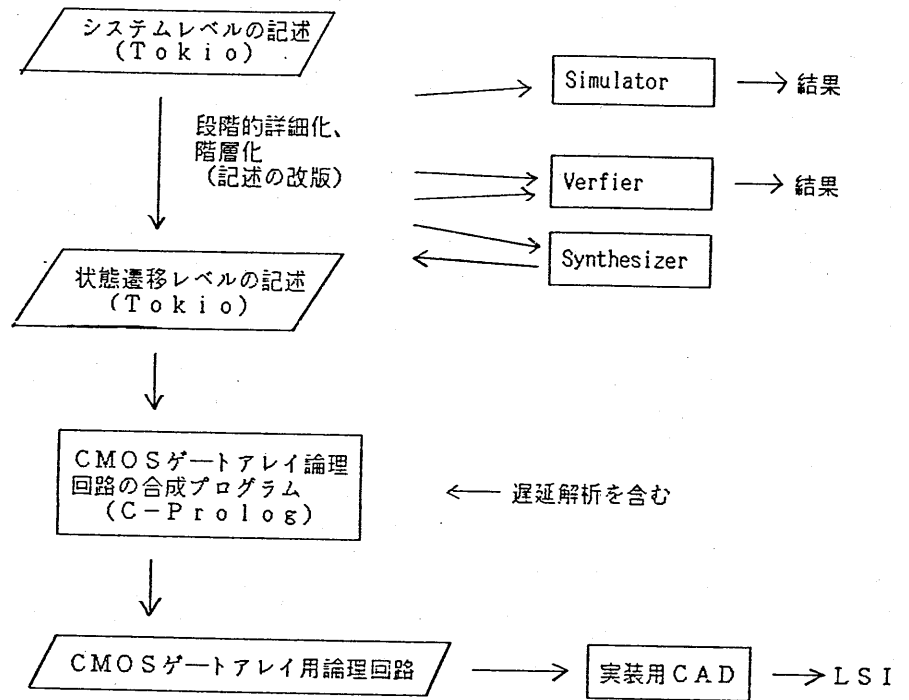 システムレベルの記述
(Tokio)
Simulator
結果
段階的詳細化、
階層化
(記述の改版)
Verfier
結果
Synthesizer
状態遷移レベルの記述
(Tokio)
CMOSゲートアレイ論理
回路の合成プログラム
(C-Prolog)
遅延解析を含む
CMOSゲートアレイ用論理回路
実装用CAD
LSI